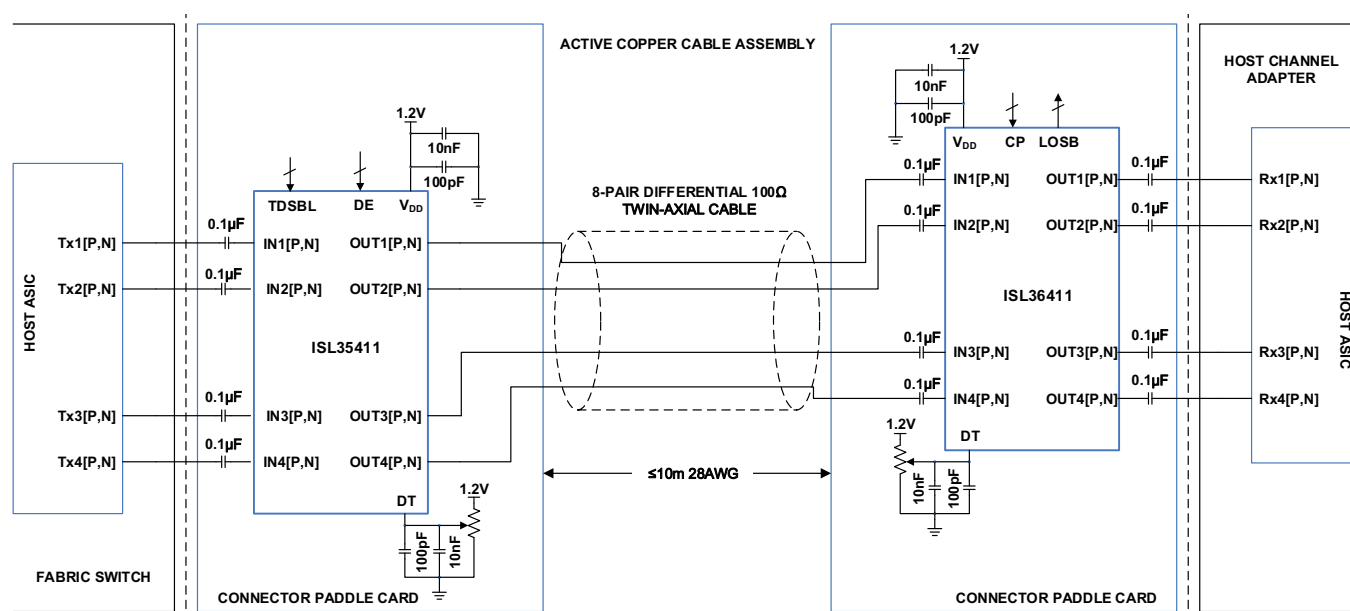 ACTIVE COPPER CABLE ASSEMBLY
HOST CHANNEL
ADAPTER
HOST ASIC
Tx1[P,N]
Tx2[P,N]
Tx3[P,N]
Tx4[P,N]
FABRIC SWITCH
0.1µF
0.1µF
0.1µF
0.1µF
1.2V
10nF
100pF
TDSBL
DE
VDD
IN1[P,N]
OUT1[P,N]
IN2[P,N]
OUT2[P,N]
ISL35411
IN3[P,N]
OUT3[P,N]
IN4[P,N]
OUT4[P,N]
DT
1.2V
100pF
10nF
CONNECTOR PADDLE CARD
8-PAIR DIFFERENTIAL 100Ω
TWIN-AXIAL CABLE
≤10m 28AWG
1.2V
10nF
100pF
0.1µF
0.1µF
0.1µF
0.1µF
VDD
CP
LOSB
IN1[P,N]
OUT1[P,N]
IN2[P,N]
OUT2[P,N]
ISL36411
IN3[P,N]
OUT3[P,N]
IN4[P,N]
OUT4[P,N]
DT
1.2V
10nF
100pF
CONNECTOR PADDLE CARD
0.1µF
0.1µF
0.1µF
0.1µF
Rx1[P,N]
Rx2[P,N]
Rx3[P,N]
Rx4[P,N]
HOST ASIC